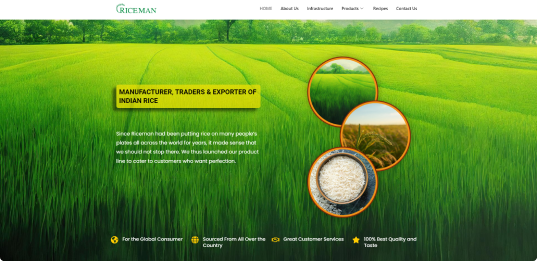 RICEMAN
HOME About Us Infrastructure Products Recipes Contact Us
MANUFACTURER, TRADERS & EXPORTER OF
INDIAN RICE
Since Riceman had been putting rice on many people's
plates all across the world for years, it made sense that
we should not stop there. We thus launched our product
line to cater to customers who want perfection.
For the Global Consumer
Sourced From All Over the
Country
Great Customer Services
100% Best Quality and
Taste